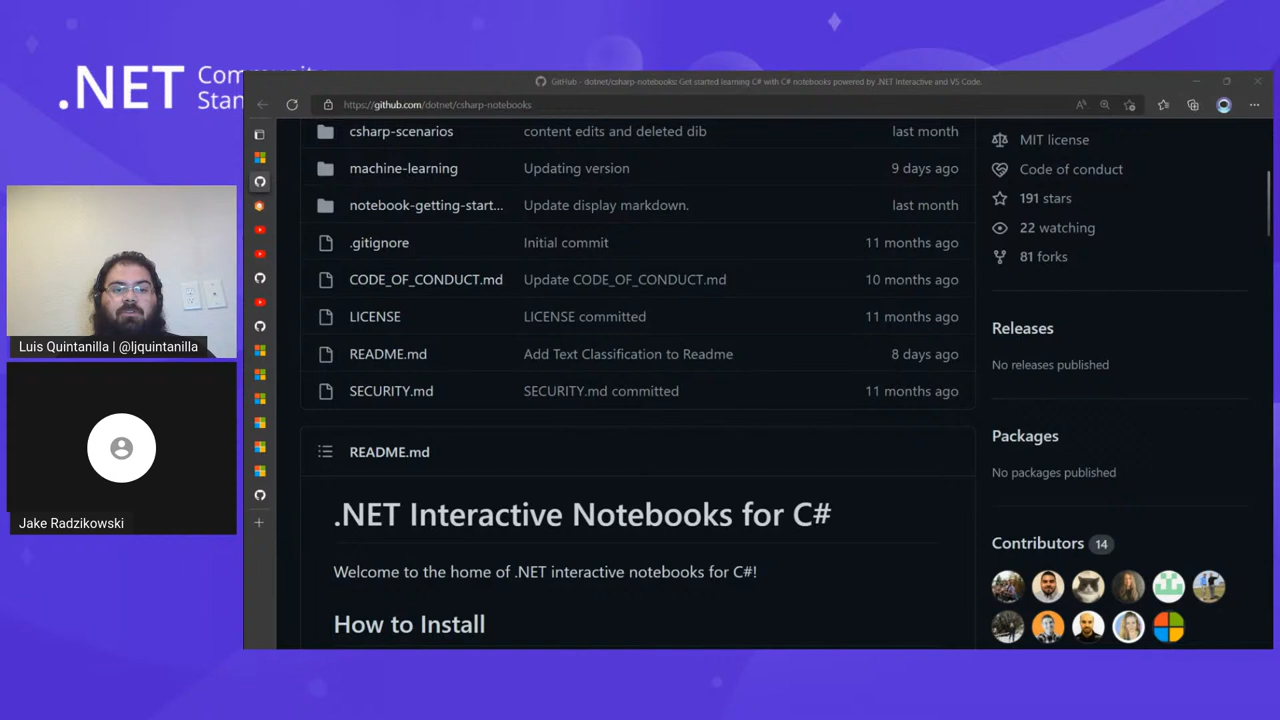 .NET
Community
Stan
GitHub - dotnet/csharp-notebooks: Get started learning C# with C# notebooks powered by .NET Interactive and VS Code.
https://github.com/dotnet/csharp-notebooks
csharp-scenarios content edits and deleted dib last month
machine-learning Updating version 9 days ago
notebook-getting-start... Update display markdown. last month
.gitignore Initial commit 11 months ago
CODE_OF_CONDUCT.md Update CODE_OF_CONDUCT.md 10 months ago
LICENSE LICENSE committed 11 months ago
README.md Add Text Classification to Readme 8 days ago
SECURITY.md SECURITY.md committed 11 months ago
README.md
.NET Interactive Notebooks for C#
Welcome to the home of .NET interactive notebooks for C#!
How to Install
MIT license
Code of conduct
191 stars
22 watching
81 forks
Releases
No releases published
Packages
No packages published
Contributors 14
Luis Quintanilla | @ljquintanilla
Jake Radzikowski